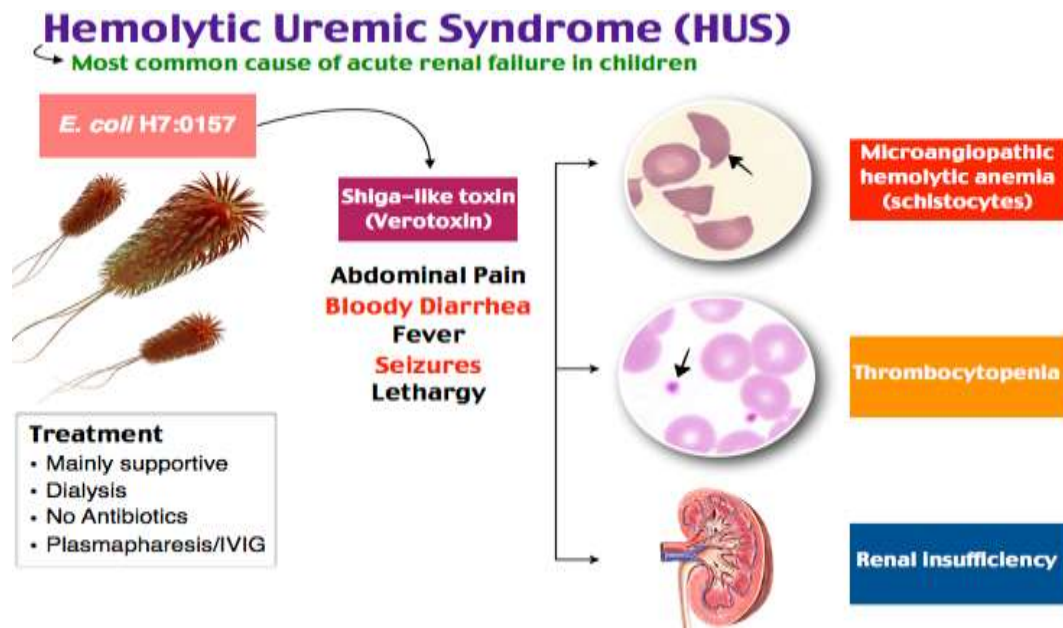 Hemolytic Uremic Syndrome (HUS)
Most common cause of acute renal failure in children
E. coli H7:0157
Shiga-like toxin
(Verotoxin)
Abdominal Pain
Bloody Diarrhea
Fever
Seizures
Lethargy
Treatment
• Mainly supportive
• Dialysis
• No Antibiotics
• Plasmapharesis/IVIG
Microangiopathic
hemolytic anemia
(schistocytes)
Thrombocytopenia
Renal Insufficiency